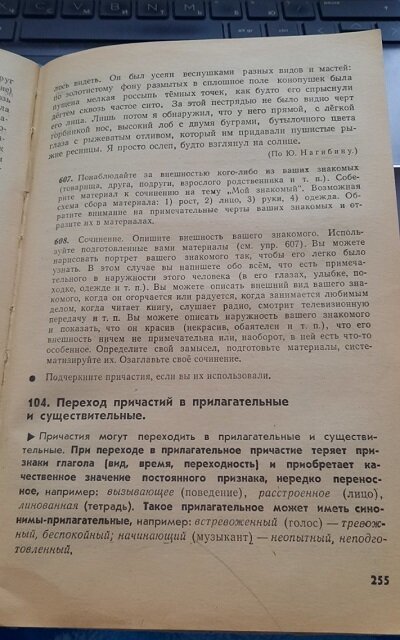 лось видеть. Он был усеян веснушками разных видов и мастей:
по золотистому фону размытых в сплошное поле конопушек была
пущена мелкая россыпь тёмных точек, как будто его спрыснули
дёгтем сквозь частое сито. За этой пестрядью не было видно черт
его лица. Лишь потом я обнаружил, что у него прямой, с лёгкой
горбинкой нос, высокий лоб с двумя буграми, бутылочного цвета
глаза с рыжеватым отливом, который им придавали пушистые ры-
жие ресницы. Я просто ослеп, будто взглянул на солнце.
(По Ю. Нагибину.)
607. Понаблюдайте за внешностью кого-либо из ваших знакомых
(товарища, друга, подруги, взрослого родственника и т. п.). Собе-
рите материал к сочинению на тему „Мой знакомый". Возможная
схема сбора материала: 1) рост, 2) лицо, 3) руки, 4) одежда. Об-
ратите внимание на примечательные черты ваших знакомых и от-
разите их в материалах.
608. Сочинение. Опишите внешность вашего знакомого. Исполь-
зуйте подготовленные вами материалы (см. упр. 607). Вы можете
нарисовать портрет вашего знакомого так, чтобы его легко было
узнать. В этом случае вы напишете обо всём, что есть примеча-
тельного в наружности этого человека (в его глазах, улыбке, по-
ходке, одежде и т. п.). Вы можете описать внешний вид вашего зна-
комого, когда он огорчается или радуется, когда занимается любимым
делом, когда читает книгу, слушает радио, смотрит телевизионную
передачу и т. п. Вы можете описать наружность вашего знакомого
и показать, что он красив (некрасив, обаятелен и т. п.), что его
внешность ничем не примечательна или, наоборот, в ней есть что-то
особенное. Определите свой замысел, подготовьте материалы, систе-
матизируйте их. Озаглавьте своё сочинение.
● Подчеркните причастия, если вы их использовали.
104. Переход причастий в прилагательные
и существительные.
▶ Причастия могут переходить в прилагательные и существи-
тельные. При переходе в прилагательное причастие теряет при-
знаки глагола (вид, время, переходность) и приобретает ка-
чественное значение постоянного признака, нередко перенос-
ное, например: вызывающее (поведение), расстроенное (лицо),
линованная (тетрадь). Такое прилагательное может иметь сино-
нимы-прилагательные, например: встревоженный (голос) — тревож-
ный, беспокойный; начинающий (музыкант) — неопытный, неподго-
товленный,
255